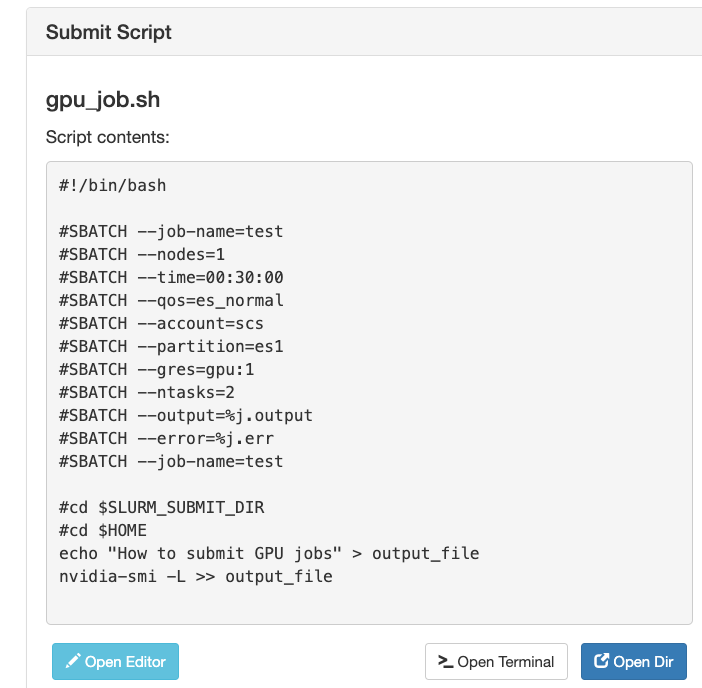 Submit Script
gpu_job.sh
Script contents:
#!/bin/bash
#SBATCH --job-name=test
#SBATCH --nodes=1
#SBATCH --time=00:30:00
#SBATCH --qos=es_normal
#SBATCH --account=scs
#SBATCH --partition=es1
#SBATCH --gres=gpu:1
#SBATCH --ntasks=2
#SBATCH --output=%j.output
#SBATCH --error=%j.err
#SBATCH --job-name=test
#cd $SLURM_SUBMIT_DIR
#cd $HOME
echo "How to submit GPU jobs" > output_file
nvidia-smi -L >> output_file
Open Editor
Open Terminal
Open Dir